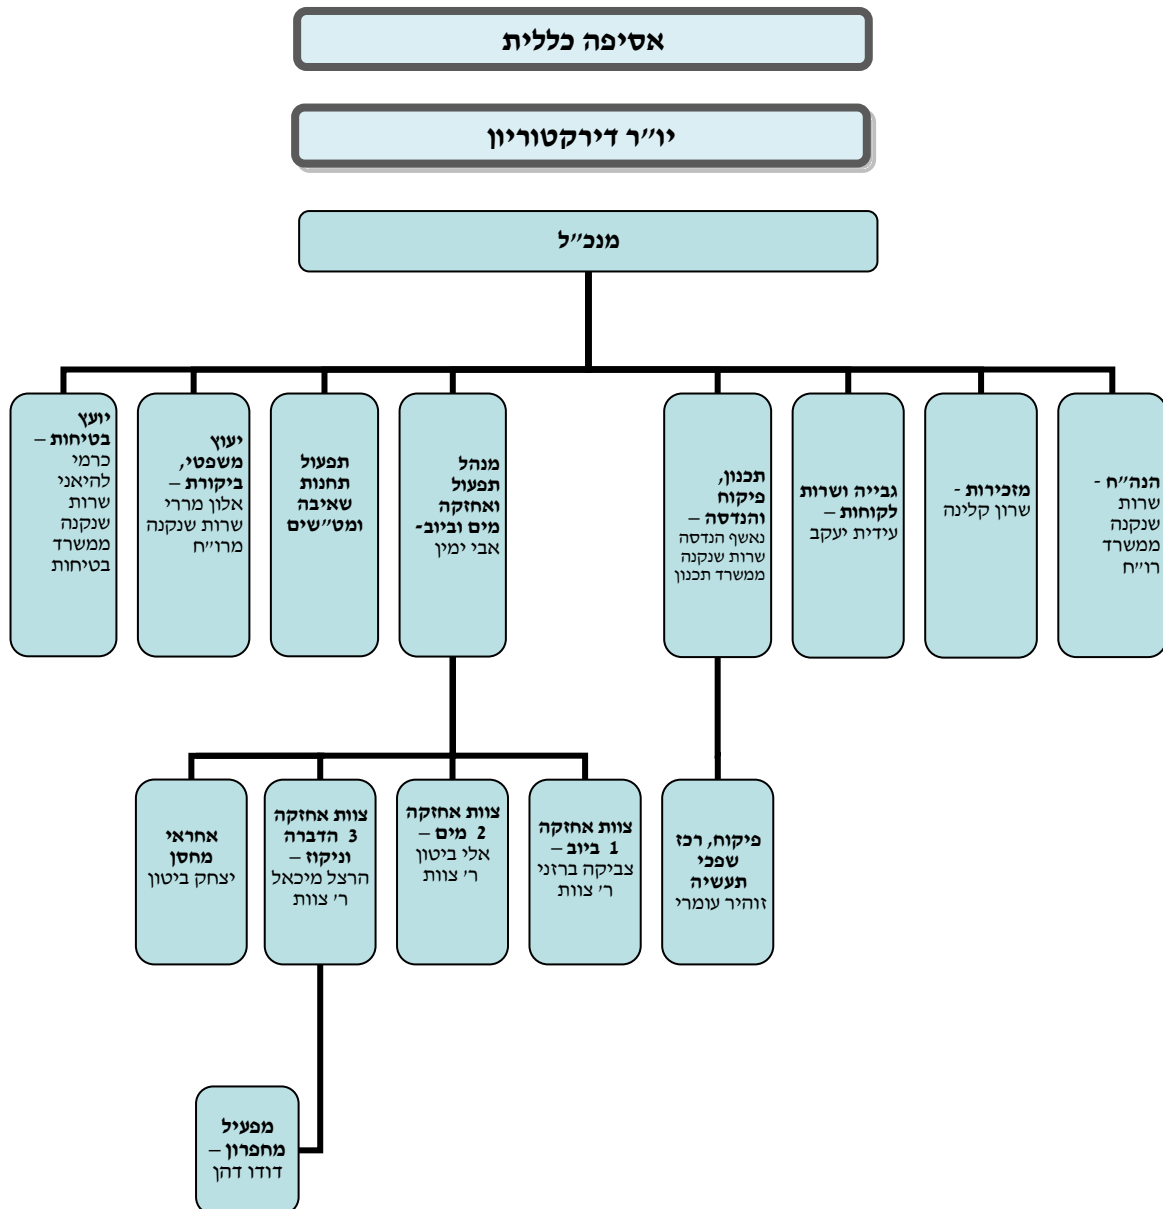 אסיפה כללית
יו״ר דירקטוריון
מנכ״ל
הנה״ח -
שרות
שנקנה
ממשרד
רו״ח
מזכירות -
שרון קלינה
גבייה ושרות
לקוחות –
עידית יעקב
תכנון,
פיקוח
והנדסה –
נאשף הנדסה
שרות שנקנה
ממשרד תכנון
מנהל
תפעול
ואחזקה
מים וביוב-
אבי ימין
תפעול
תחנות
שאיבה
ומט״שים
יעוץ
משפטי,
ביקורת –
אלון מררי
שרות שנקנה
מרו״ח
יועץ
בטיחות –
כרמי
להיאני
שרות
שנקנה
ממשרד
בטיחות
פיקוח, רכז
שפכי
תעשיה
זוהיר עומרי
צוות אחזקה
1 ביוב –
צביקה ברזני
ר׳ צוות
צוות אחזקה
2 מים –
אלי ביטון
ר׳ צוות
צוות אחזקה
3 הדברה
וניקוז –
הרצל מיכאל
ר׳ צוות
אחראי
מחסן
יצחק ביטון
מפעיל
מחפרון –
דודו דהן